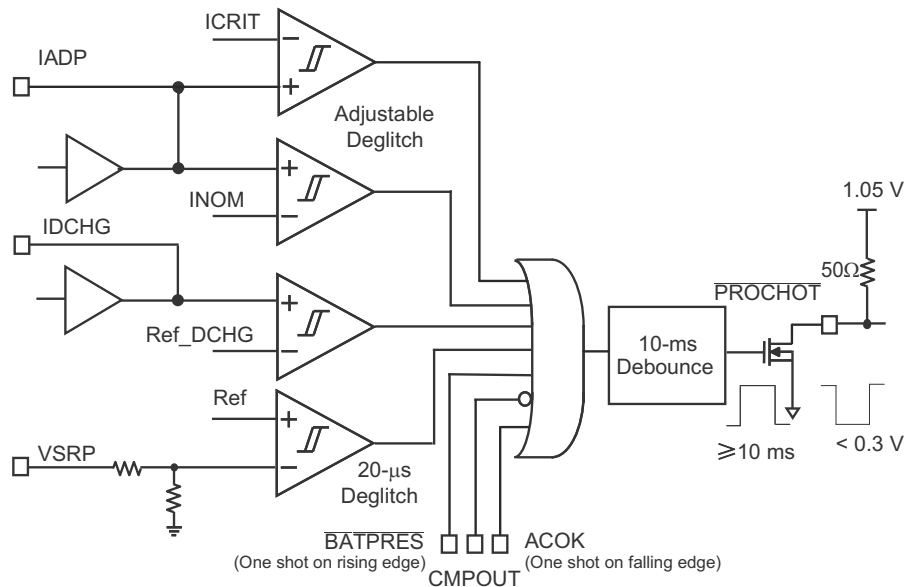 ICRIT
IADP
Adjustable
Deglitch
INOM
IDCHG
Ref_DCHG
Ref
VSRP
20-μs
Deglitch
1.05 V
50Ω
PROCHOT
10-ms
Debounce
⩾10 ms
< 0.3 V
BATPRES
(One shot on rising edge)
CMPOUT
ACOK
(One shot on falling edge)